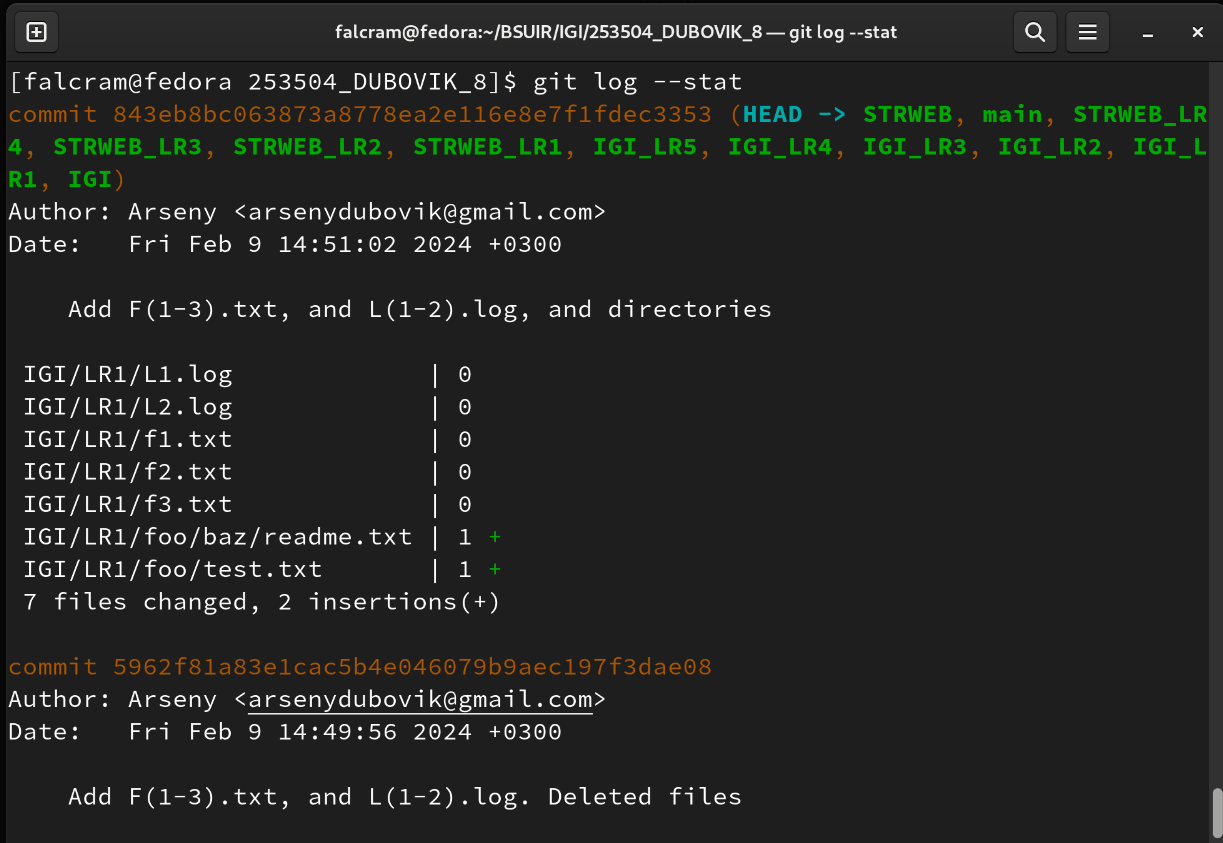 falcram@fedora:~/BSUIR/IGI/253504_DUBOVIK_8 — git log --stat
[falcram@fedora 253504_DUBOVIK_8]$ git log --stat
commit 843eb8bc063873a8778ea2e116e8e7f1fdec3353 (HEAD -> STRWEB, main, STRWEB_LR
4, STRWEB_LR3, STRWEB_LR2, STRWEB_LR1, IGI_LR5, IGI_LR4, IGI_LR3, IGI_LR2, IGI_L
R1, IGI)
Author: Arseny <arsenydubovik@gmail.com>
Date:   Fri Feb 9 14:51:02 2024 +0300
    Add F(1-3).txt, and L(1-2).log, and directories
 IGI/LR1/L1.log             | 0
 IGI/LR1/L2.log             | 0
 IGI/LR1/f1.txt             | 0
 IGI/LR1/f2.txt             | 0
 IGI/LR1/f3.txt             | 0
 IGI/LR1/foo/baz/readme.txt | 1 +
 IGI/LR1/foo/test.txt       | 1 +
 7 files changed, 2 insertions(+)
commit 5962f81a83e1cac5b4e046079b9aec197f3dae08
Author: Arseny <arsenydubovik@gmail.com>
Date:   Fri Feb 9 14:49:56 2024 +0300
    Add F(1-3).txt, and L(1-2).log. Deleted files